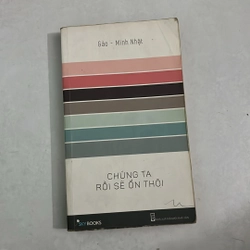 Gào - Minh Nhật
CHÚNG TA
RỒI SẼ ỔN THÔI
BOOKS